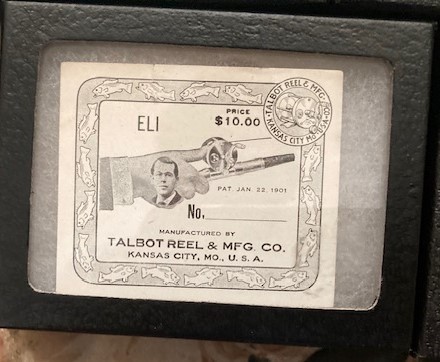 ELI
PRICE
$10.00
TALBOT REEL & MFG.
KANSAS CITY MO.
PAT. JAN. 22. 1901
No.
MANUFACTURED BY
TALBOT REEL & MFG. CO.
KANSAS CITY, MO., U. S. A.